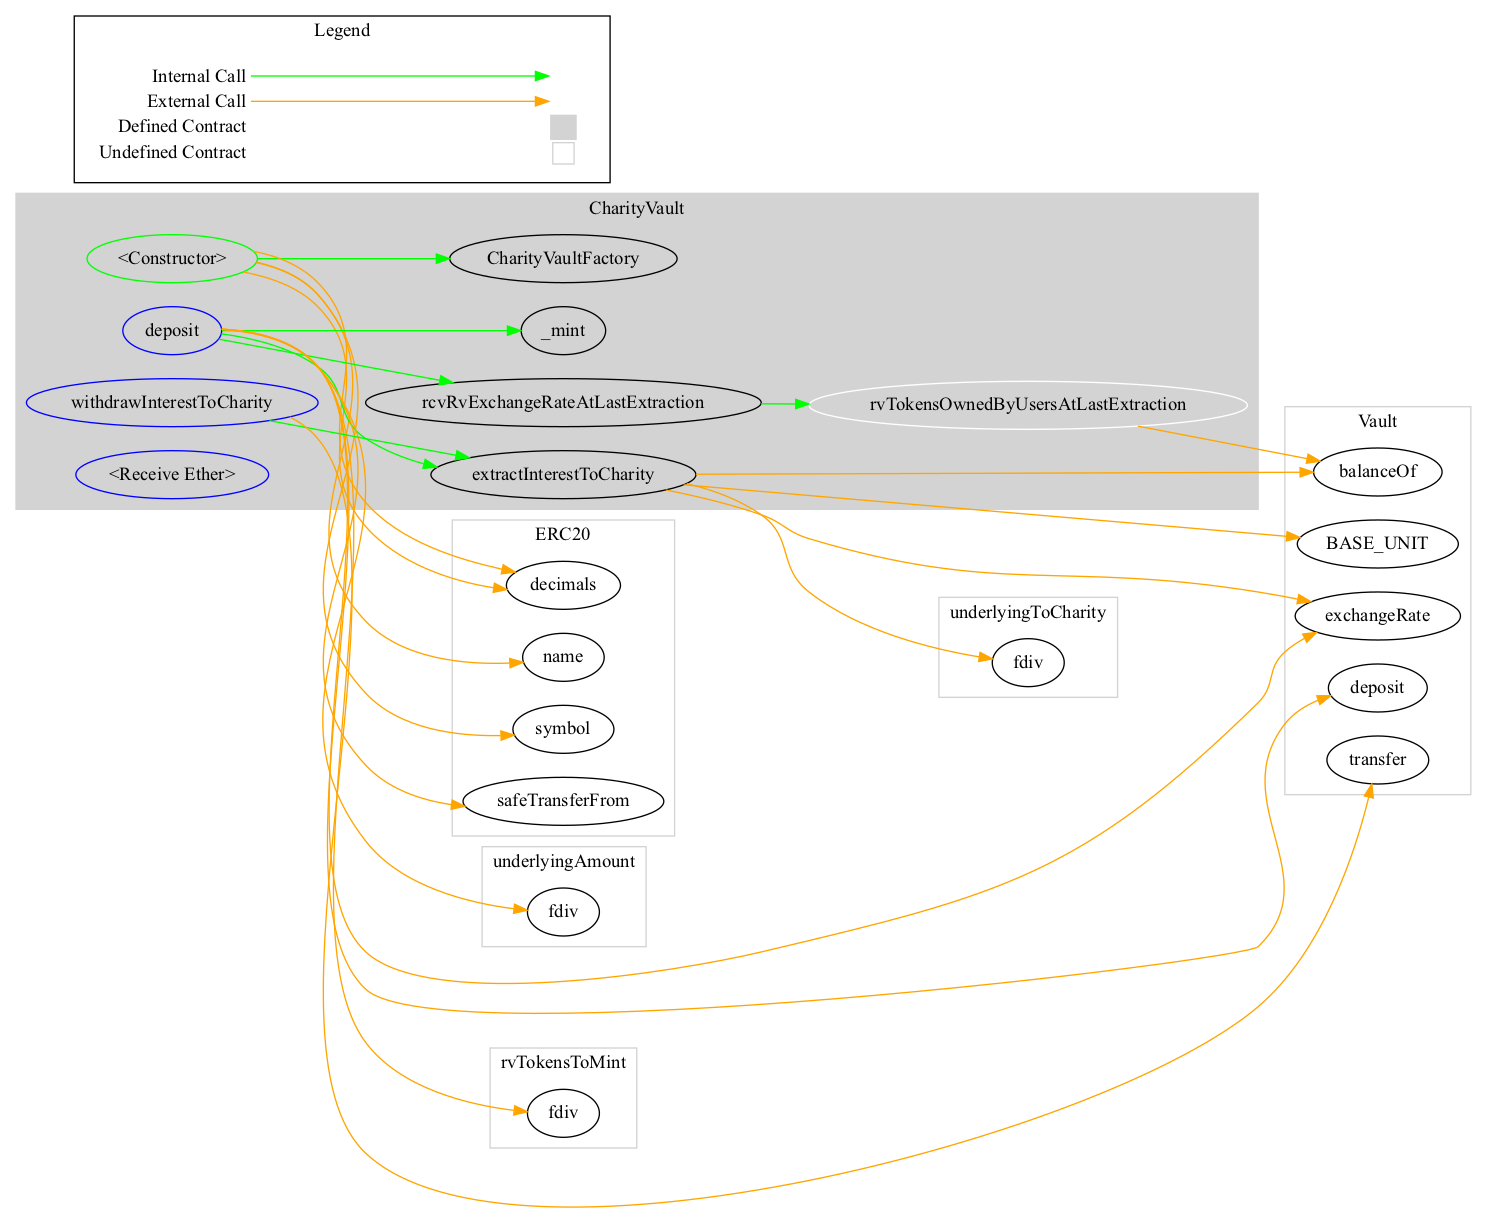 Legend
Internal Call
External Call
Defined Contract
Undefined Contract
CharityVault
<Constructor>
CharityVaultFactory
deposit
_mint
withdrawInterestToCharity
rcvRvExchangeRateAtLastExtraction
rvTokensOwnedByUsersAtLastExtraction
<Receive Ether>
extractInterestToCharity
Vault
balanceOf
BASE_UNIT
exchangeRate
deposit
transfer
ERC20
decimals
name
symbol
safeTransferFrom
underlyingToCharity
fdiv
underlyingAmount
fdiv
rvTokensToMint
fdiv